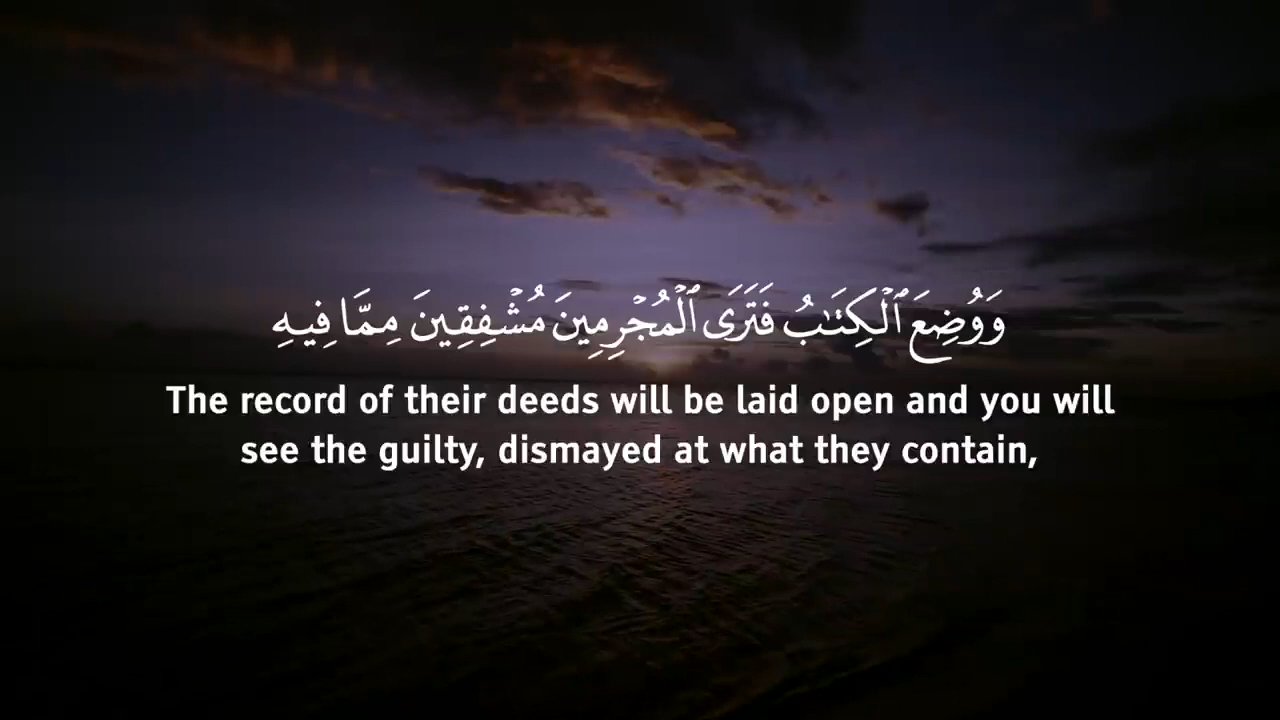 وَوُضِعَ ٱلْكِتَـٰبُ فَتَرَى ٱلْمُجْرِمِينَ مُشْفِقِينَ مِمَّا فِيهِ
The record of their deeds will be laid open and you will
see the guilty, dismayed at what they contain,